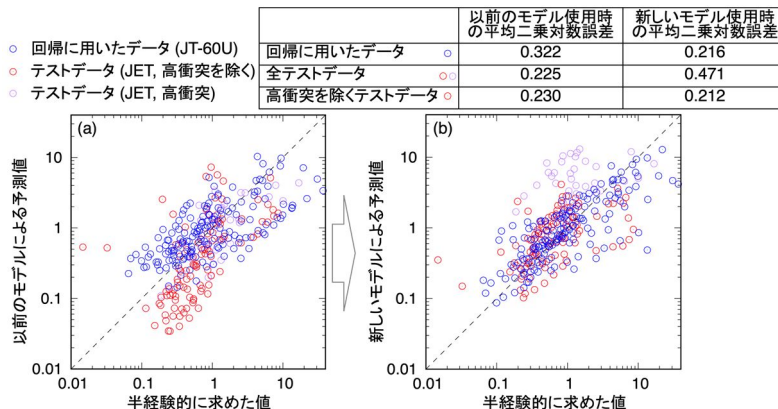 回帰に用いたデータ (JT-60U)
テストデータ (JET, 高衝突を除く)
テストデータ (JET, 高衝突)
以前のモデル使用時の平均二乗対数誤差
新しいモデル使用時の平均二乗対数誤差
回帰に用いたデータ 0.322 0.216
全テストデータ 0.225 0.471
高衝突を除くテストデータ 0.230 0.212
(a)
以前のモデルによる予測値
10
1
0.1
0.01
0.01 0.1 1 10
半経験的に求めた値
(b)
新しいモデルによる予測値
10
1
0.1
0.01
0.01 0.1 1 10
半経験的に求めた値